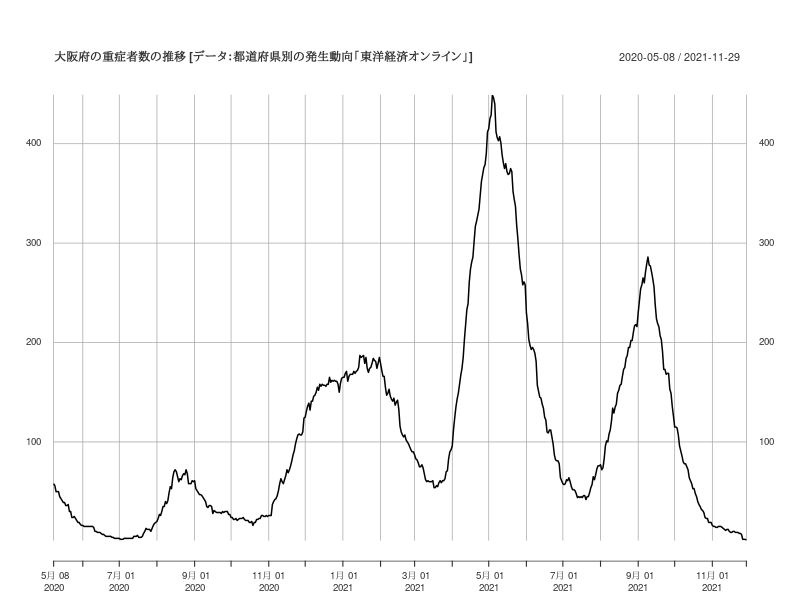 大阪府の重症者数の推移 [データ：都道府県別の発生動向「東洋経済オンライン」]
2020-05-08 / 2021-11-29
400 400
300 300
200 200
100 100
5月 08 7月 01 9月 01 11月 01 1月 01 3月 01 5月 01 7月 01 9月 01 11月 01
2020 2020 2020 2020 2021 2021 2021 2021 2021 2021